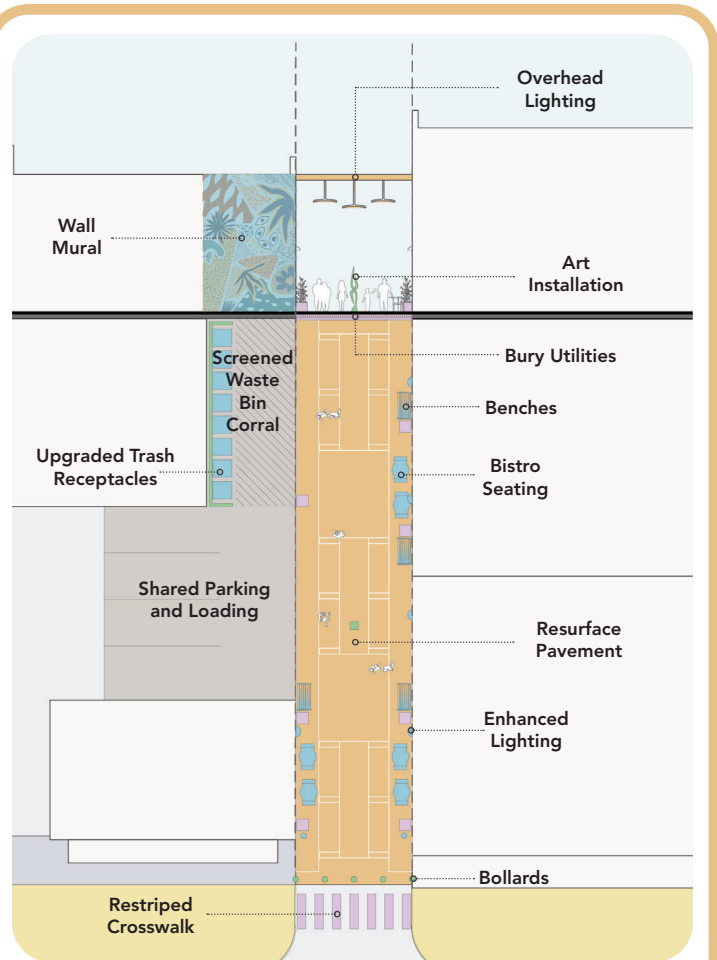 Overhead
Lighting
Wall
Mural
Art
Installation
Bury Utilities
Screened
Waste
Bin
Corral
Benches
Upgraded Trash
Receptacles
Bistro
Seating
Shared Parking
and Loading
Resurface
Pavement
Enhanced
Lighting
Bollards
Restriped
Crosswalk